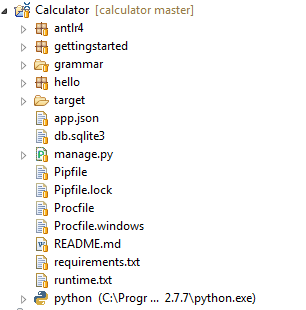 Calculator [calculator master]
antlr4
gettingstarted
grammar
hello
target
app.json
db.sqlite3
manage.py
Pipfile
Pipfile.lock
Procfile
Procfile.windows
README.md
requirements.txt
runtime.txt
python (C:\Progr ... 2.7.7\python.exe)